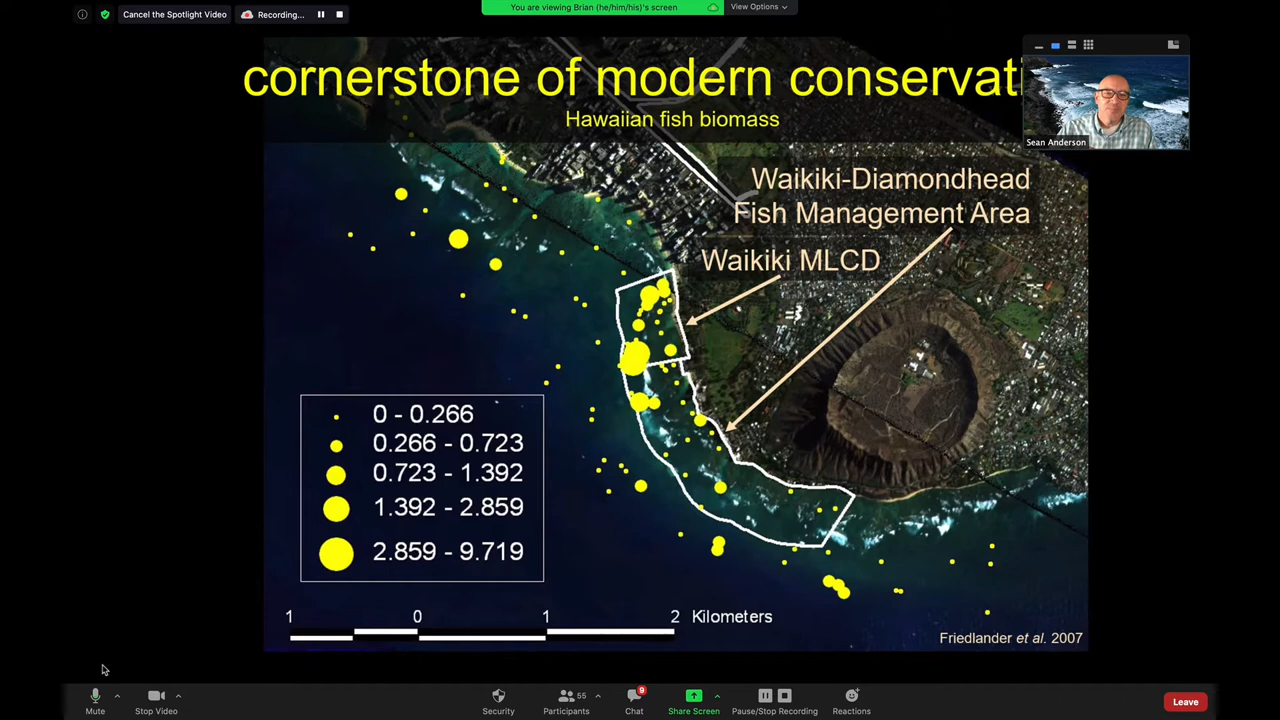 Cancel the Spotlight Video
Recording...
You are viewing Brian (he/him/his)'s screen
View Options
cornerstone of modern conservati
Hawaiian fish biomass
Sean Anderson
Waikiki-Diamondhead
Fish Management Area
Waikiki MLCD
0 - 0.266
0.266 - 0.723
0.723 - 1.392
1.392 - 2.859
2.859 - 9.719
1 0 1 2 Kilometers
Friedlander et al. 2007
Mute
Stop Video
Security
Participants
55
Chat
9
Share Screen
Pause/Stop Recording
Reactions
Leave